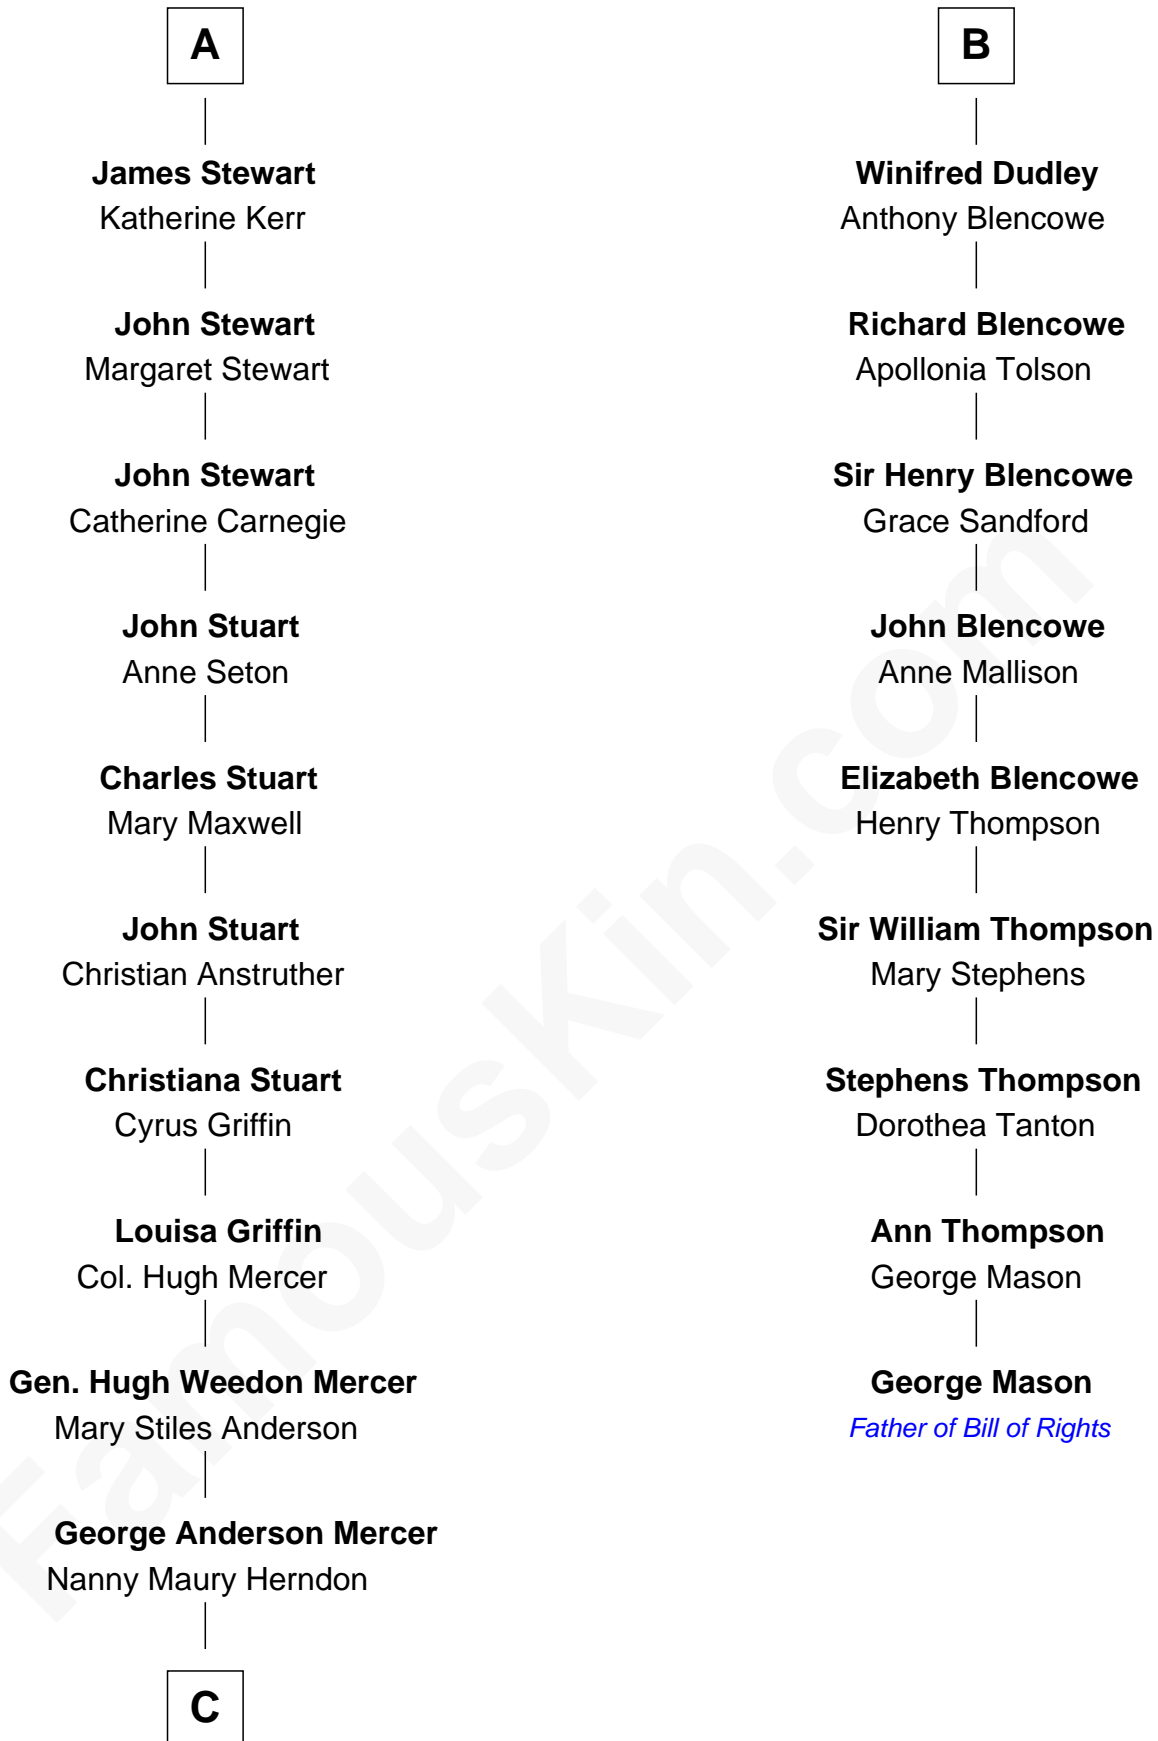 A
James Stewart
Katherine Kerr
John Stewart
Margaret Stewart
John Stewart
Catherine Carnegie
John Stuart
Anne Seton
Charles Stuart
Mary Maxwell
John Stuart
Christian Anstruther
Christiana Stuart
Cyrus Griffin
Louisa Griffin
Col. Hugh Mercer
Gen. Hugh Weedon Mercer
Mary Stiles Anderson
George Anderson Mercer
Nanny Maury Herndon
C
B
Winifred Dudley
Anthony Blencowe
Richard Blencowe
Apollonia Tolson
Sir Henry Blencowe
Grace Sandford
John Blencowe
Anne Mallison
Elizabeth Blencowe
Henry Thompson
Sir William Thompson
Mary Stephens
Stephens Thompson
Dorothea Tanton
Ann Thompson
George Mason
George Mason
Father of Bill of Rights
FamousKin.com